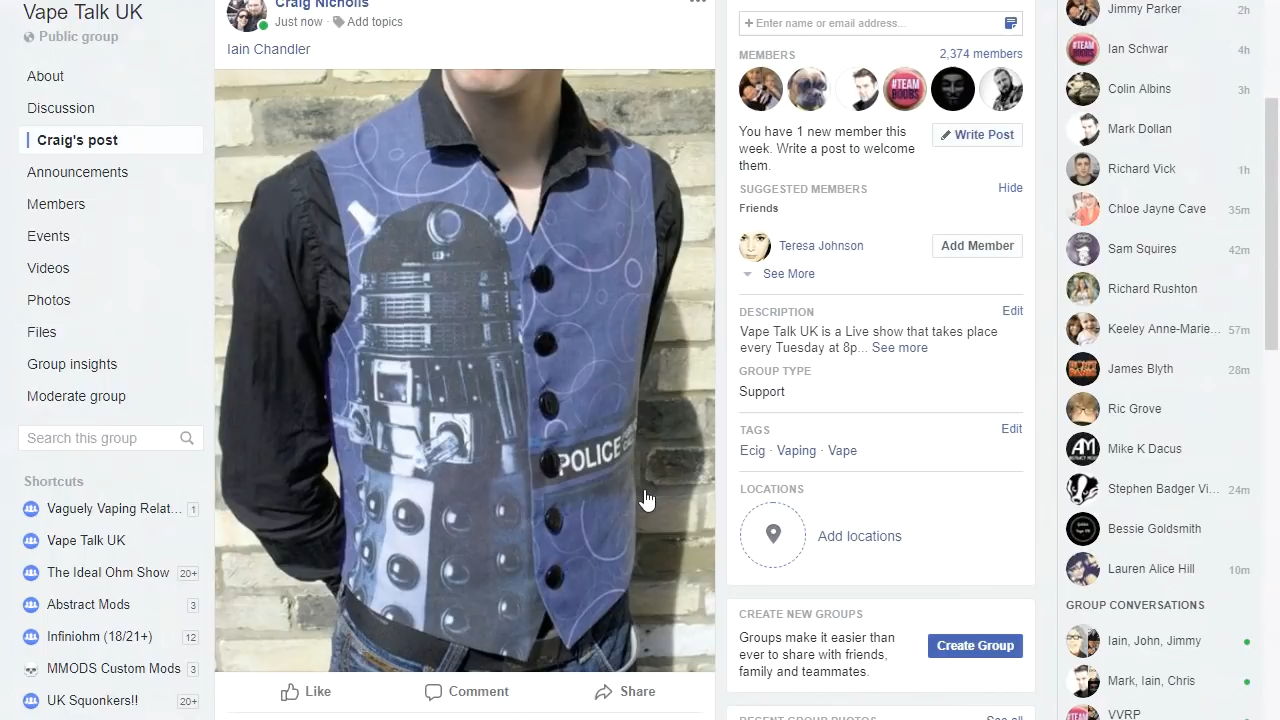 Vape Talk UK
Public group
About
Discussion
Craig's post
Announcements
Members
Events
Videos
Photos
Files
Group insights
Moderate group
Search this group
Shortcuts
Vaguely Vaping Relat... 1
Vape Talk UK
The Ideal Ohm Show 20+
Abstract Mods 3
Infiniohm (18/21+) 12
MMODS Custom Mods 3
UK Squonkers!! 20+
Craig Nicholls
Just now · Add topics
Iain Chandler
POLICE
Like Comment Share
+ Enter name or email address...
MEMBERS 2,374 members
#TEAM BOOBS
You have 1 new member this
week. Write a post to welcome
them.
Write Post
SUGGESTED MEMBERS Hide
Friends
Teresa Johnson Add Member
See More
DESCRIPTION Edit
Vape Talk UK is a Live show that takes place
every Tuesday at 8p... See more
GROUP TYPE
Support
TAGS Edit
Ecig · Vaping · Vape
LOCATIONS
Add locations
CREATE NEW GROUPS
Groups make it easier than
ever to share with friends,
family and teammates.
Create Group
RECENT GROUP PHOTOS See all
Jimmy Parker 2h
Ian Schwar 4h
Colin Albins 3h
Mark Dollan
Richard Vick 1h
Chloe Jayne Cave 35m
Sam Squires 42m
Richard Rushton
Anne-Marie... 57m
James Blyth 28m
Ric Grove
Mike K Dacus
Stephen Badger Vi... 24m
Bessie Goldsmith
Lauren Alice Hill 10m
GROUP CONVERSATIONS
Iain, John, Jimmy
Mark, Iain, Chris
VVRP